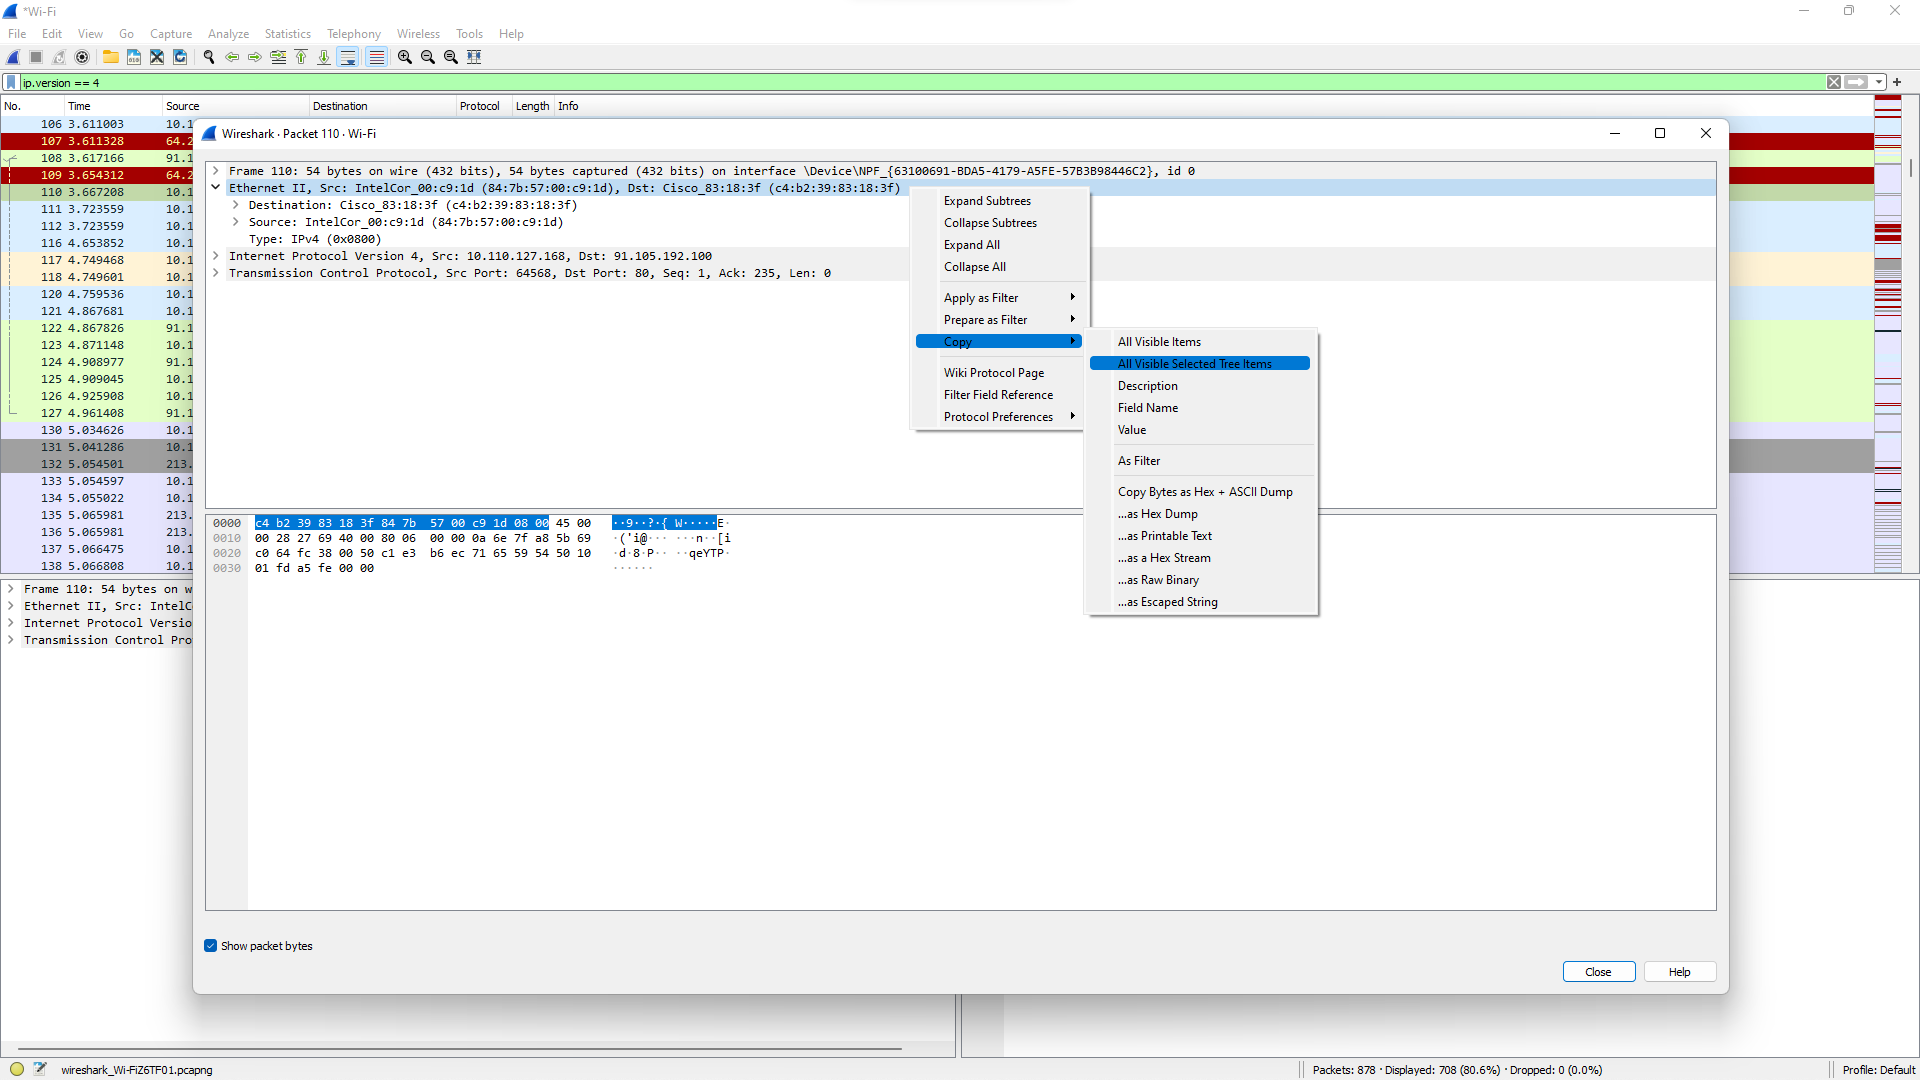 *Wi-Fi
File Edit View Go Capture Analyze Statistics Telephony Wireless Tools Help
ip.version == 4
No. Time Source Destination Protocol Length Info
106 3.611003 10.1
107 3.611328 64.2
108 3.617166 91.1
109 3.654312 64.2
110 3.667208 10.1
111 3.723559 10.1
112 3.723559 10.1
116 4.653852 10.1
117 4.749468 10.1
118 4.749601 10.1
120 4.759536 10.1
121 4.867681 10.1
122 4.867826 91.1
123 4.871148 10.1
124 4.908977 91.1
125 4.909045 10.1
126 4.925908 10.1
127 4.961408 91.1
130 5.034626 10.1
131 5.041286 10.1
132 5.054501 213.
133 5.054597 10.1
134 5.055022 10.1
135 5.065981 213.
136 5.065981 213.
137 5.066475 10.1
138 5.066808 10.1
Wireshark · Packet 110 · Wi-Fi
Frame 110: 54 bytes on wire (432 bits), 54 bytes captured (432 bits) on interface \Device\NPF_{63100691-BDA5-4179-A5FE-57B3B98446C2}, id 0
Ethernet II, Src: IntelCor_00:c9:1d (84:7b:57:00:c9:1d), Dst: Cisco_83:18:3f (c4:b2:39:83:18:3f)
Destination: Cisco_83:18:3f (c4:b2:39:83:18:3f)
Source: IntelCor_00:c9:1d (84:7b:57:00:c9:1d)
Type: IPv4 (0x0800)
Internet Protocol Version 4, Src: 10.110.127.168, Dst: 91.105.192.100
Transmission Control Protocol, Src Port: 64568, Dst Port: 80, Seq: 1, Ack: 235, Len: 0
Expand Subtrees
Collapse Subtrees
Expand All
Collapse All
Apply as Filter
Prepare as Filter
Copy
Wiki Protocol Page
Filter Field Reference
Protocol Preferences
All Visible Items
All Visible Selected Tree Items
Description
Field Name
Value
As Filter
Copy Bytes as Hex + ASCII Dump
...as Hex Dump
...as Printable Text
...as a Hex Stream
...as Raw Binary
...as Escaped String
0000 c4 b2 39 83 18 3f 84 7b 57 00 c9 1d 08 00 45 00 ··9··?·{ W·····E·
0010 00 28 27 69 40 00 80 06 00 00 0a 6e 7f a8 5b 69 ·('i@··· ···n··[i
0020 c0 64 fc 38 00 50 c1 e3 b6 ec 71 65 59 54 50 10 ·d·8·P·· ··qeYTP·
0030 01 fd a5 fe 00 00 ······
Show packet bytes
Close Help
Frame 110: 54 bytes on w
Ethernet II, Src: IntelC
Internet Protocol Versio
Transmission Control Pro
wireshark_Wi-FiZ6TF01.pcapng
Packets: 878 · Displayed: 708 (80.6%) · Dropped: 0 (0.0%)
Profile: Default